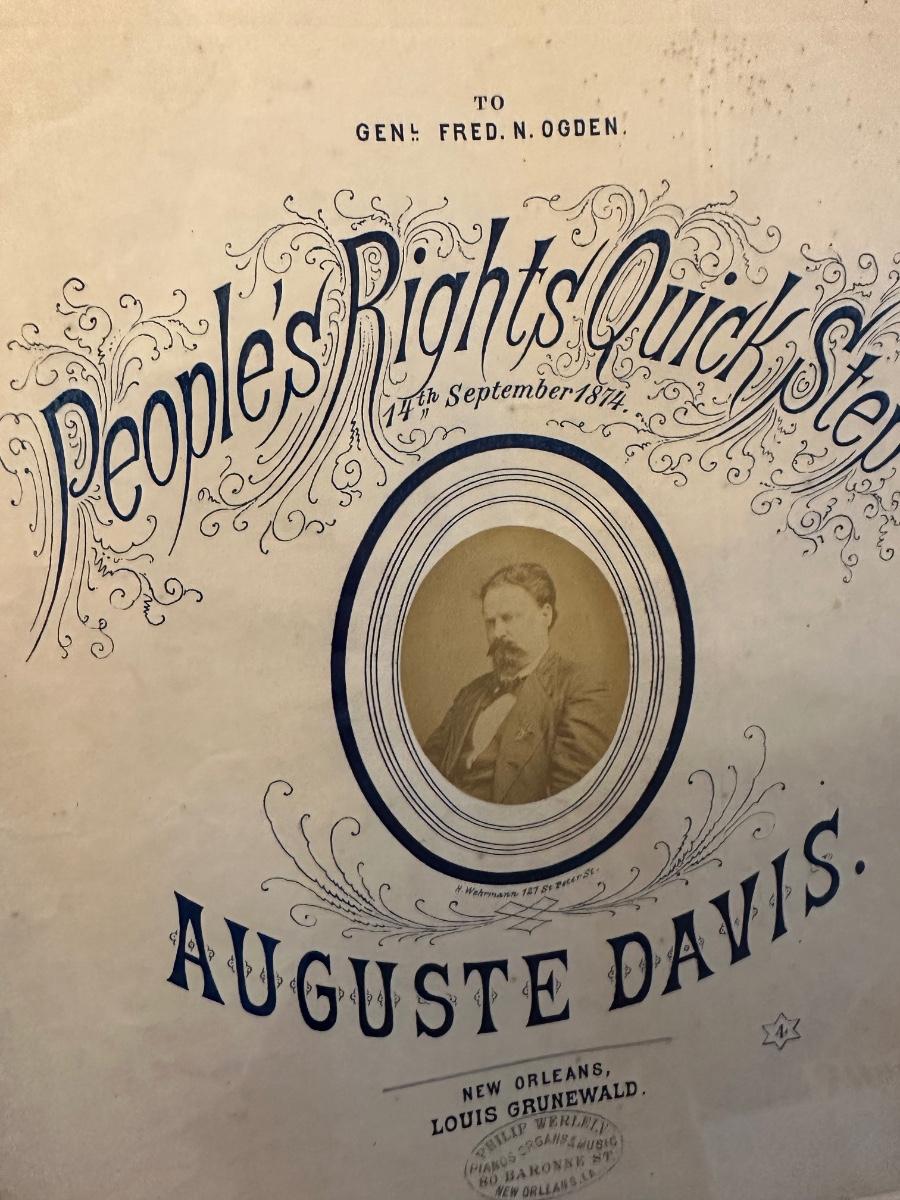 TO
GENL. FRED. N. OGDEN.
People's Rights Quick Step
14th September 1874.
H. Wehrmann 127 St Peter St.
AUGUSTE DAVIS.
4
NEW ORLEANS,
LOUIS GRUNEWALD.
PHILIP WERLEIN
PIANOS ORGANS & MUSIC
80 BARONNE ST
NEW ORLEANS, LA.